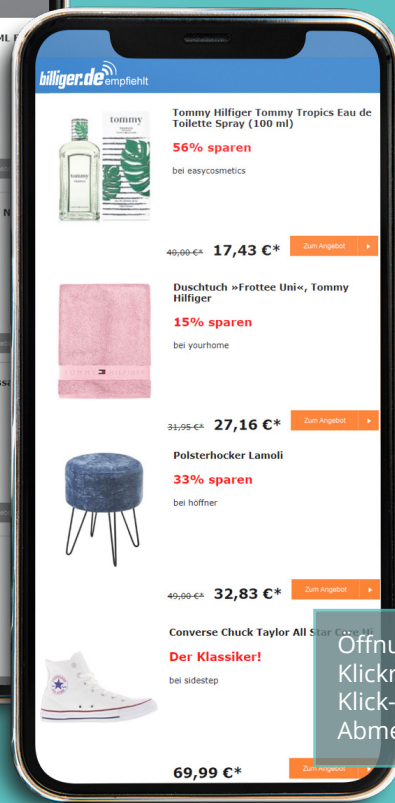 billiger.de empfiehlt
Tommy Hilfiger Tommy Tropics Eau de
Toilette Spray (100 ml)
56% sparen
bei easycosmetics
tommy
40,00 €* 17,43 €* Zum Angebot
Duschtuch »Frottee Uni«, Tommy
Hilfiger
15% sparen
bei yourhome
31,95 €* 27,16 €* Zum Angebot
Polsterhocker Lamoli
33% sparen
bei höffner
49,00 €* 32,83 €* Zum Angebot
Converse Chuck Taylor All Star
Der Klassiker!
bei sidestep
69,99 €* Zum Angebot
Klick-